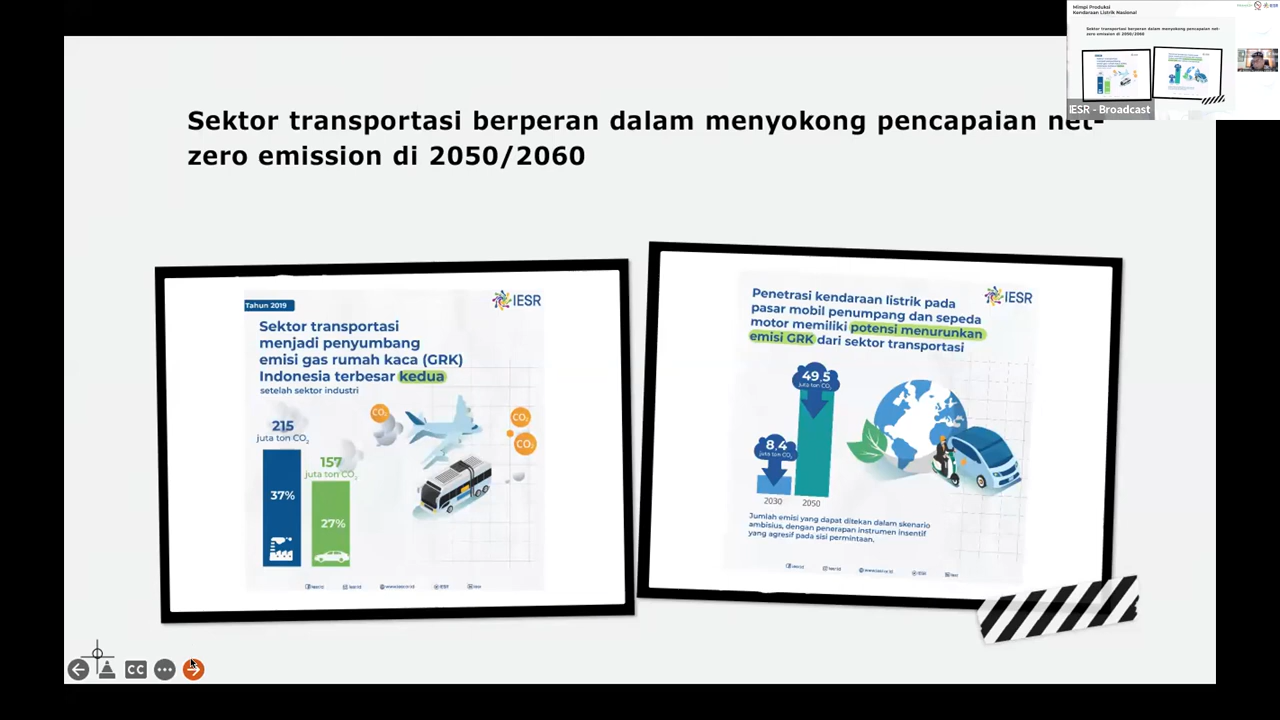 Mimpi Produksi
Kendaraan Listrik Nasional
IESR
Sektor transportasi berperan dalam menyokong pencapaian net-
zero emission di 2050/2060
IESR - Broadcast
Sektor transportasi berperan dalam menyokong pencapaian net-
zero emission di 2050/2060
Tahun 2019
IESR
Sektor transportasi
menjadi penyumbang
emisi gas rumah kaca (GRK)
Indonesia terbesar kedua
setelah sektor industri
215
juta ton CO2
157
juta ton CO2
37%
27%
CO2
CO2
CO2
IESR
Penetrasi kendaraan listrik pada
pasar mobil penumpang dan sepeda
motor memiliki potensi menurunkan
emisi GRK dari sektor transportasi
49,5
juta ton CO2
8,4
juta ton CO2
2030
2050
Jumlah emisi yang dapat ditekan dalam skenario
ambisius, dengan penerapan instrumen insentif
yang agresif pada sisi permintaan.
CC